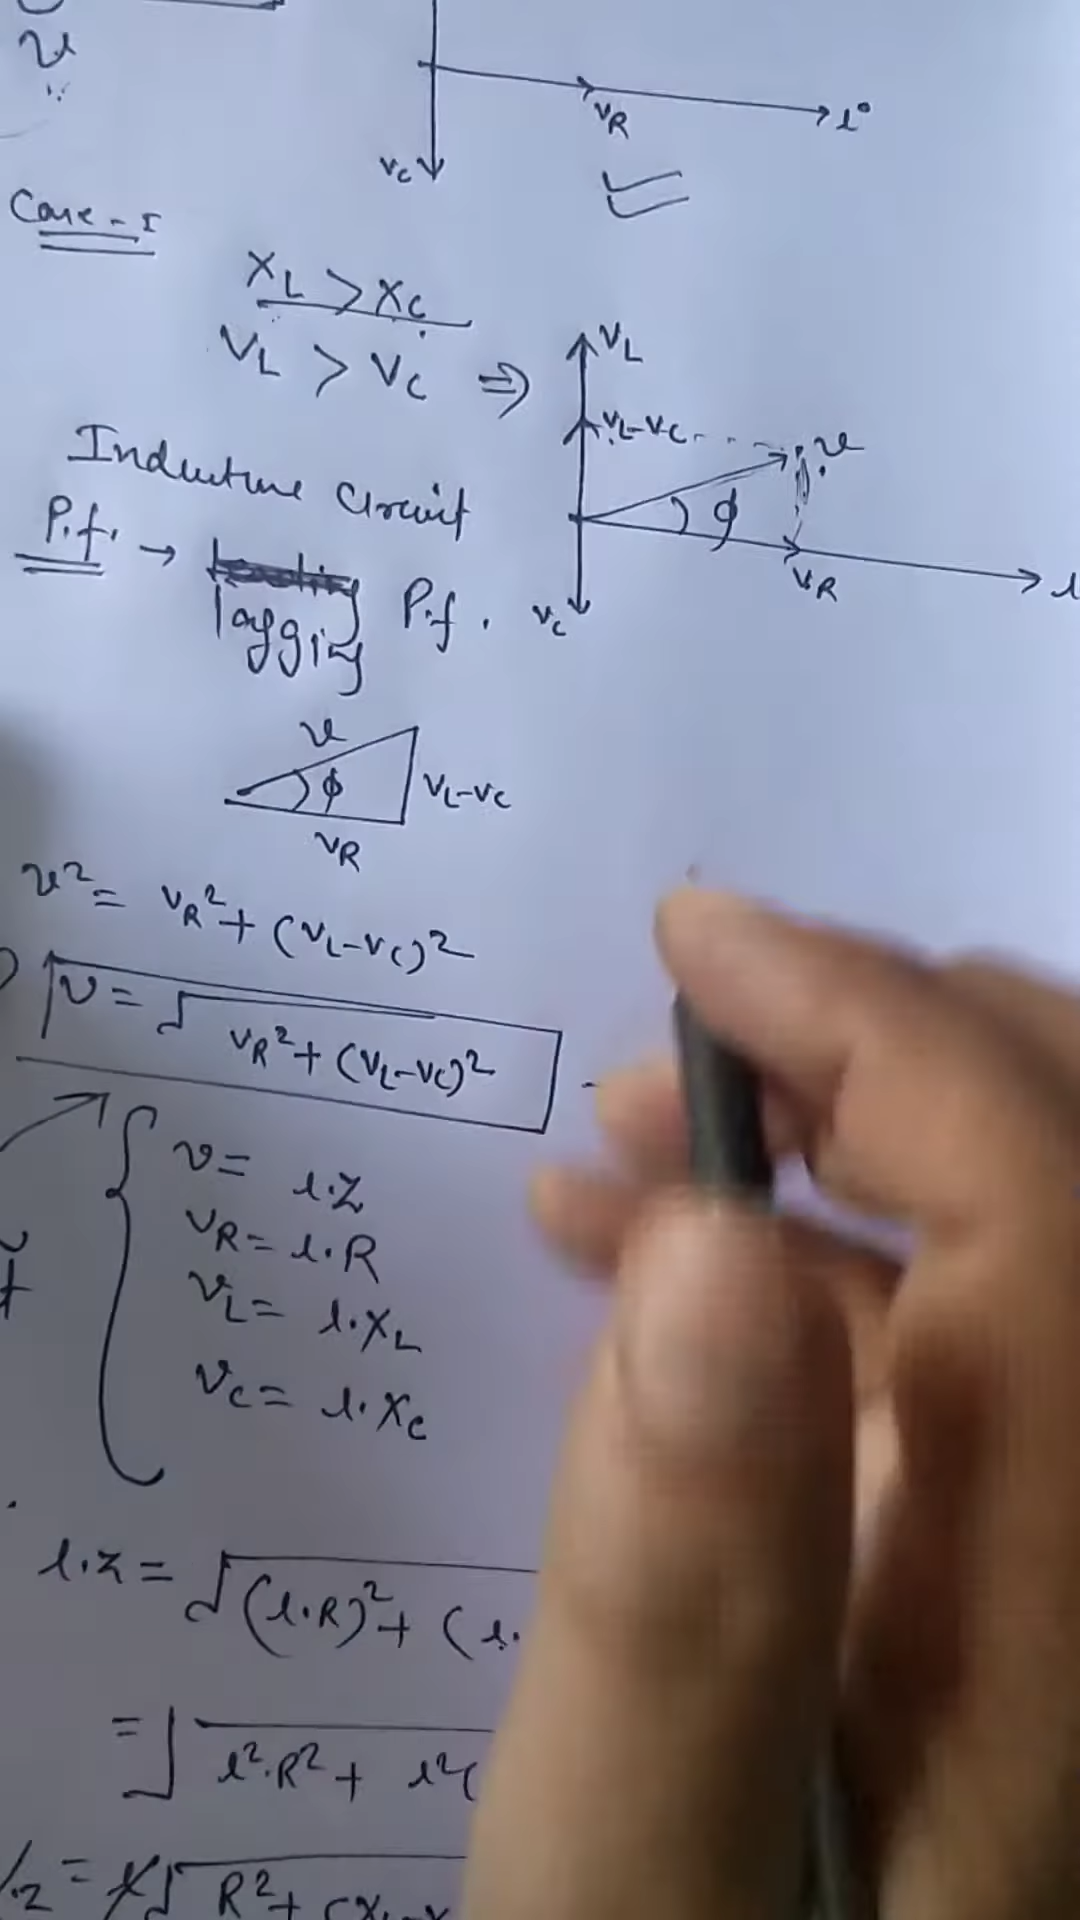 v
VR
i
VC
Case - I
XL > XC
VL > VC ⇒
VL
VL-VC
v
ϕ
VR
VC
Inductive Circuit
P.f. → lagging P.f.
v
ϕ
VL-VC
VR
v² = VR² + (VL-VC)²
v = √VR² + (VL-VC)²
v = i.Z
VR = i.R
VL = i.XL
VC = i.XC
i.Z = √(i.R)² + (i.
= √i².R² + i²(
i.Z = i√R² + (XL-X